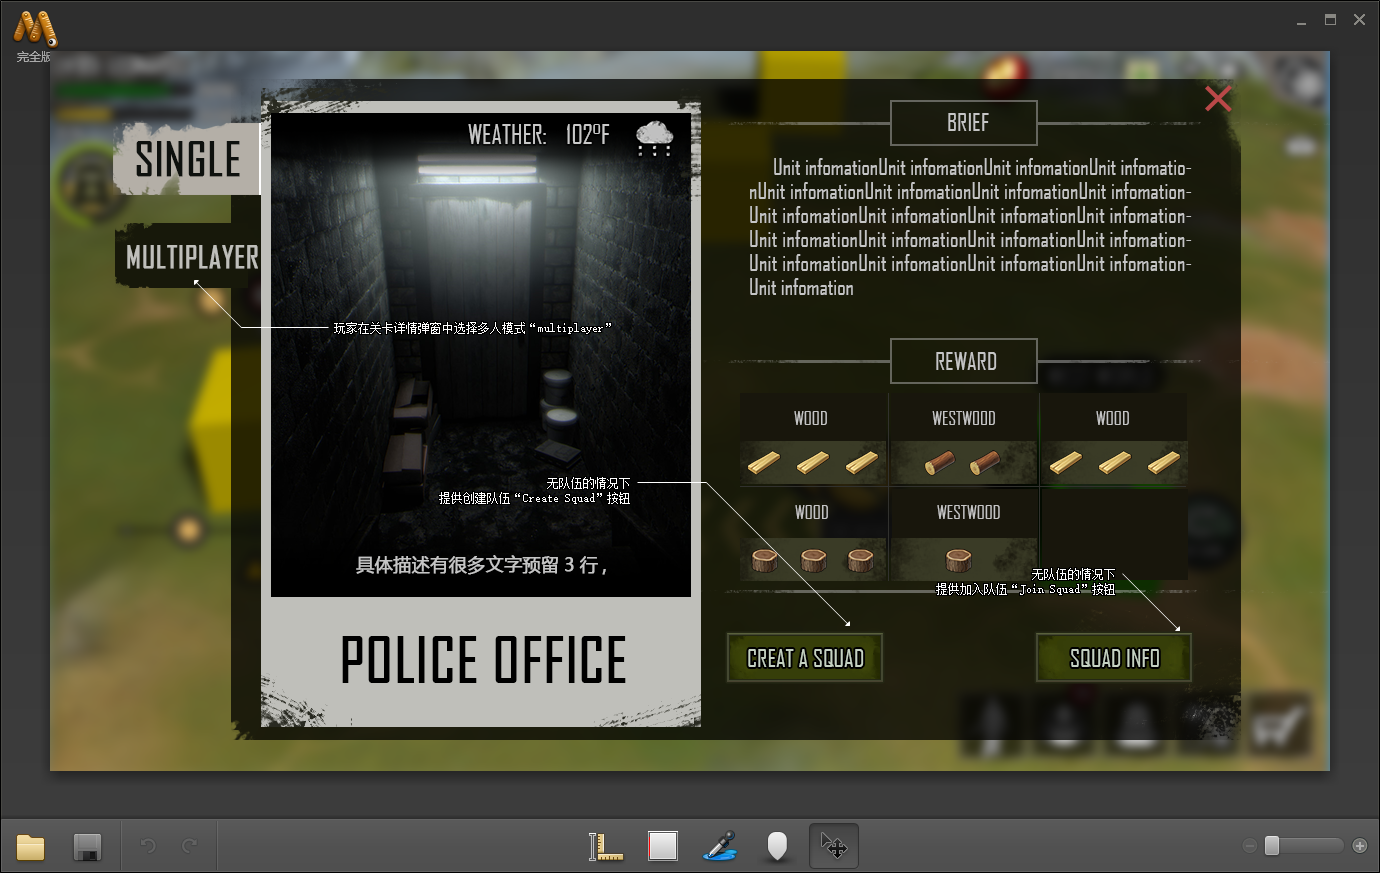 完全版
SINGLE
MULTIPLAYER
WEATHER: 102ºF
玩家在关卡详情弹窗中选择多人模式“multiplayer”
无队伍的情况下
提供创建队伍“Create Squad”按钮
具体描述有很多文字预留 3 行 ,
POLICE OFFICE
BRIEF
Unit infomationUnit infomationUnit infomationUnit infomatio-
nUnit infomationUnit infomationUnit infomationUnit infomation-
Unit infomationUnit infomationUnit infomationUnit infomation-
Unit infomationUnit infomationUnit infomationUnit infomation-
Unit infomationUnit infomationUnit infomationUnit infomation-
Unit infomation
REWARD
WOOD WESTWOOD WOOD
WOOD WESTWOOD
无队伍的情况下
提供加入队伍“Join Squad”按钮
CREAT A SQUAD
SQUAD INFO